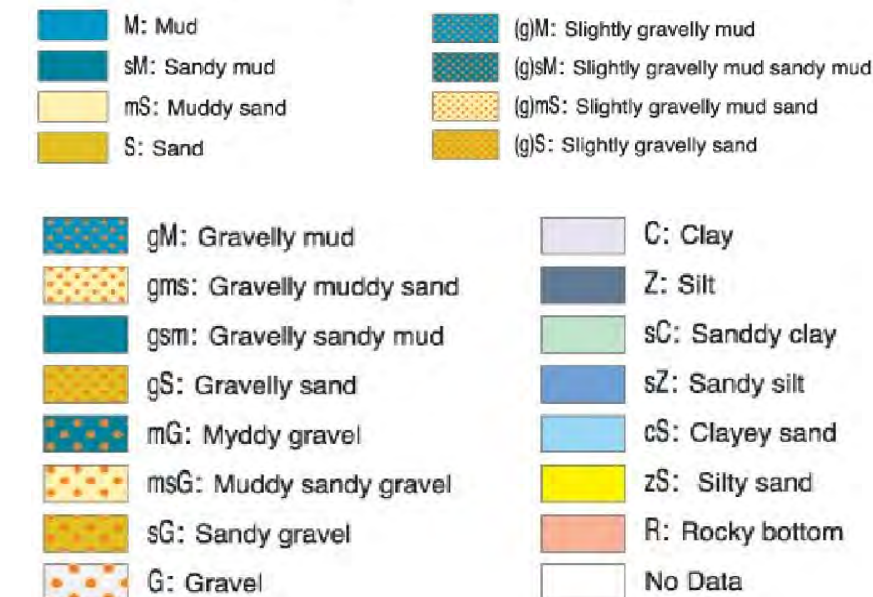 M: Mud
sM: Sandy mud
mS: Muddy sand
S: Sand
(g)M: Slightly gravelly mud
(g)sM: Slightly gravelly mud sandy mud
(g)mS: Slightly gravelly mud sand
(g)S: Slightly gravelly sand
gM: Gravelly mud
gms: Gravelly muddy sand
gsm: Gravelly sandy mud
gS: Gravelly sand
mG: Myddy gravel
msG: Muddy sandy gravel
sG: Sandy gravel
G: Gravel
C: Clay
Z: Silt
sC: Sanddy clay
sZ: Sandy silt
cS: Clayey sand
zS: Silty sand
R: Rocky bottom
No Data